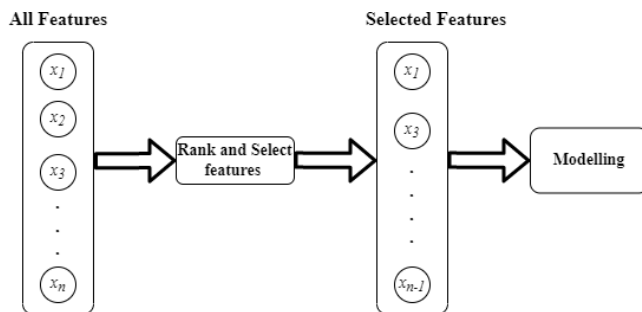 All Features
Selected Features
x1
x2
x3
.
.
.
xn
Rank and Select
features
x1
x3
.
.
.
.
xn-1
Modelling